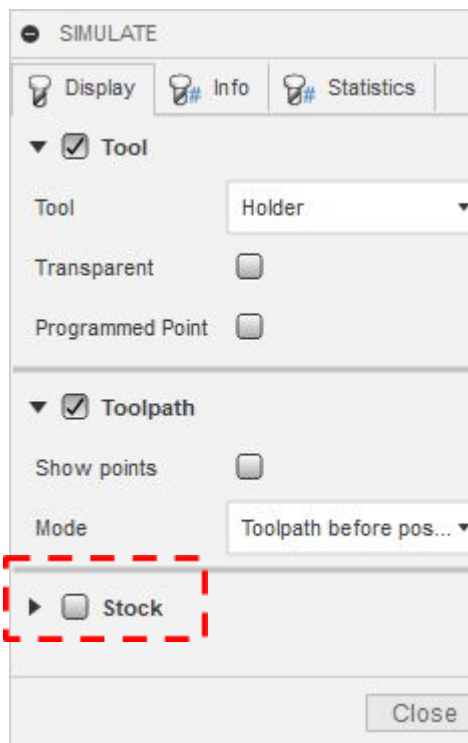 SIMULATE
Display # Info # Statistics
Tool
Tool Holder
Transparent
Programmed Point
Toolpath
Show points
Mode Toolpath before pos...
Stock
Close